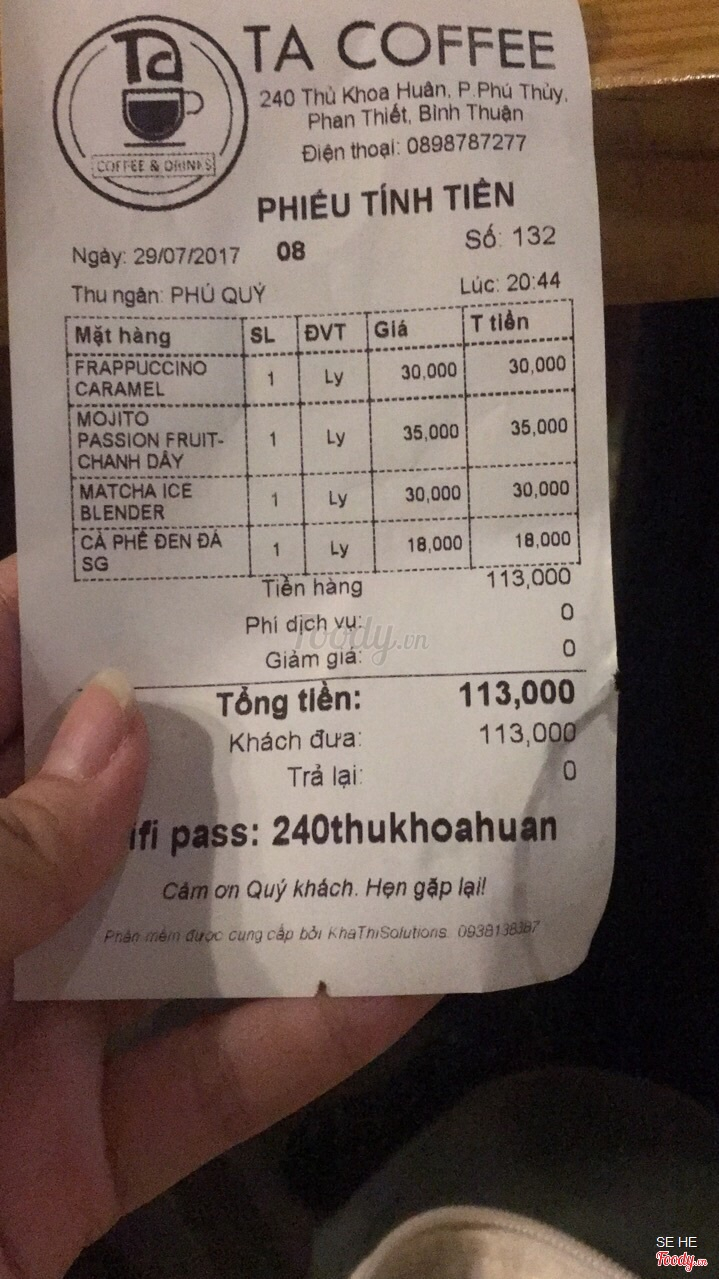 Ta
COFFEE & DRINKS
TA COFFEE
240 Thủ Khoa Huân, P.Phú Thủy,
Phan Thiết, Bình Thuận
Điện thoại: 0898787277
PHIẾU TÍNH TIỀN
Ngày: 29/07/2017 08 Số: 132
Thu ngân: PHÚ QUÝ Lúc: 20:44
Mặt hàng SL ĐVT Giá T tiền
FRAPPUCCINO
CARAMEL 1 Ly 30,000 30,000
MOJITO
PASSION FRUIT- 1 Ly 35,000 35,000
CHANH DÂY
MATCHA ICE
BLENDER 1 Ly 30,000 30,000
CÀ PHÊ ĐEN ĐÁ
SG 1 Ly 18,000 18,000
Tiền hàng 113,000
Phí dịch vụ: 0
Giảm giá: 0
Tổng tiền: 113,000
Khách đưa: 113,000
Trả lại: 0
ifi pass: 240thukhoahuan
Cảm ơn Quý khách. Hẹn gặp lại!
Phần mềm được cung cấp bởi KhaThiSolutions. 0938138387
Foody.vn
SE HE
Foody.vn